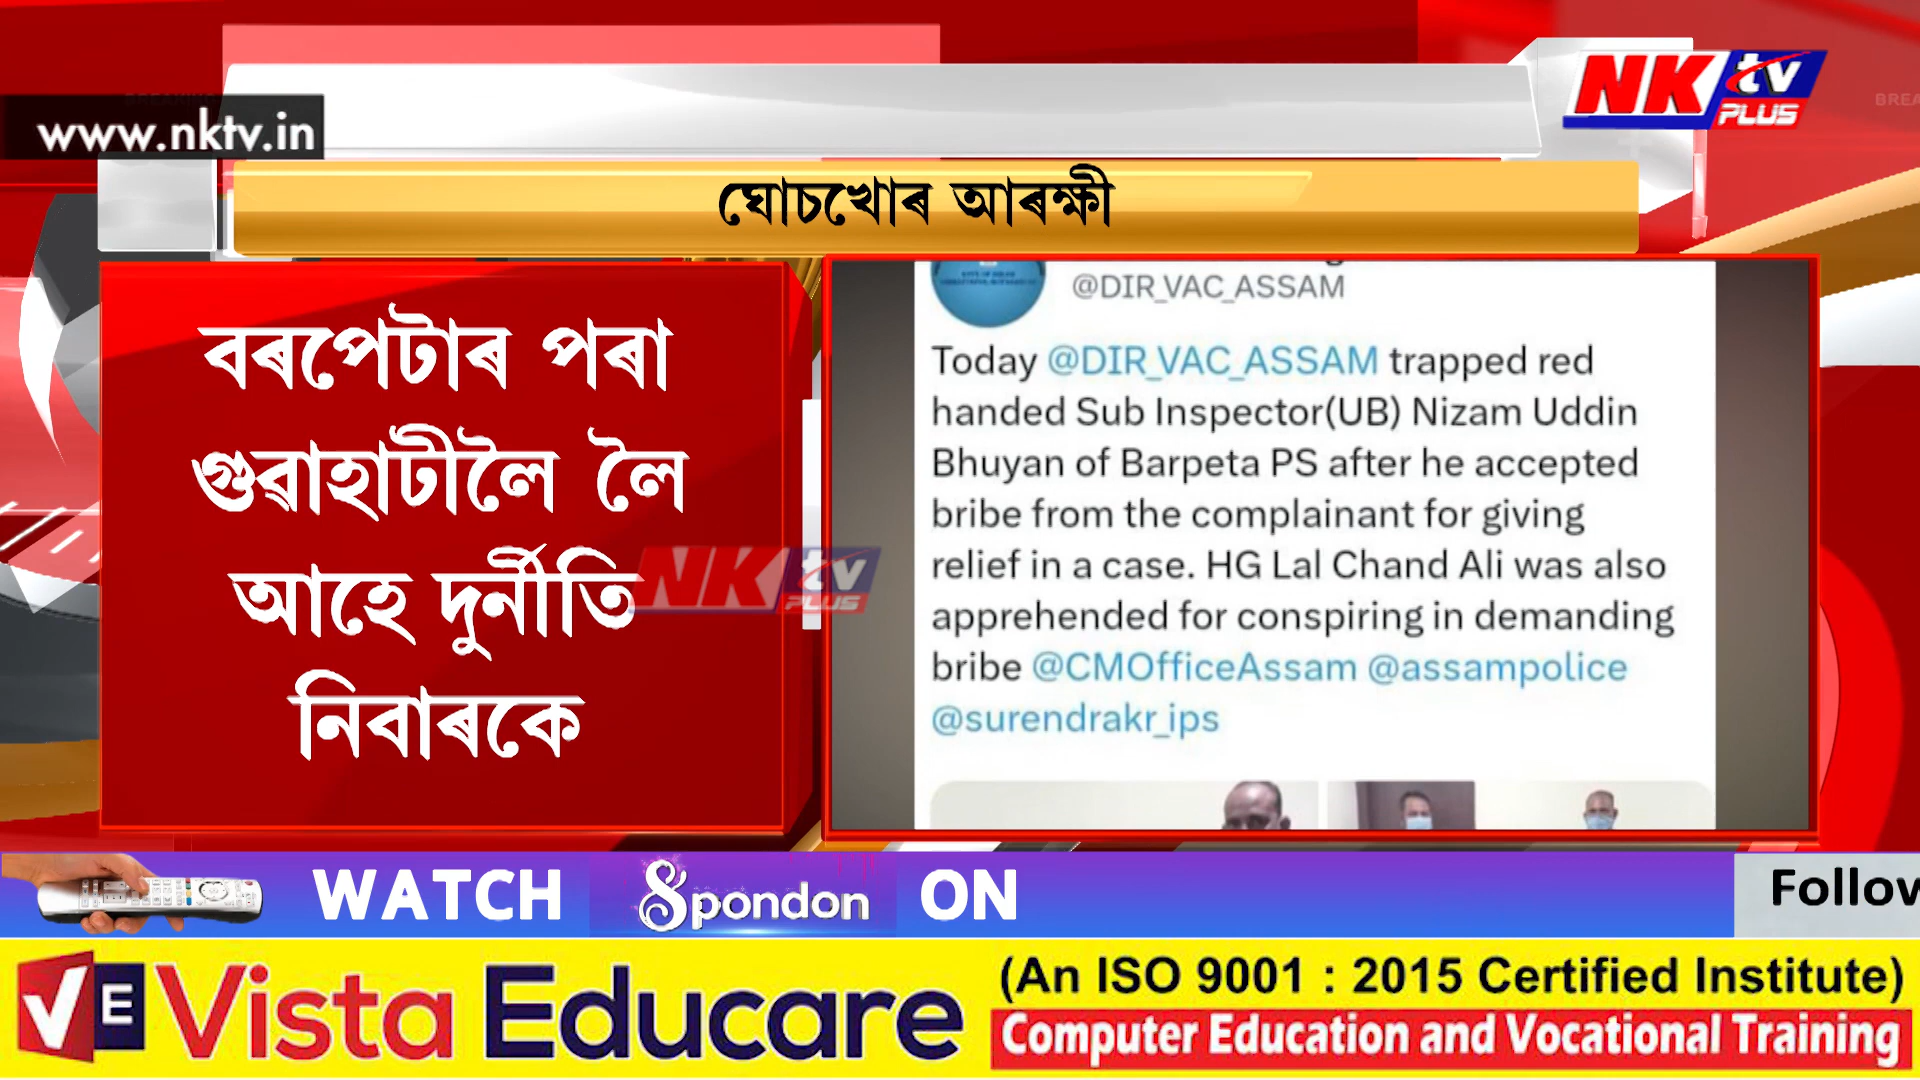 www.nktv.in
NK tv PLUS
ঘোচখোৰ আৰক্ষী
বৰপেটাৰ পৰা
গুৱাহাটীলৈ লৈ
আহে দুৰ্নীতি
নিবাৰকে
@DIR_VAC_ASSAM
Today @DIR_VAC_ASSAM trapped red
handed Sub Inspector(UB) Nizam Uddin
Bhuyan of Barpeta PS after he accepted
bribe from the complainant for giving
relief in a case. HG Lal Chand Ali was also
apprehended for conspiring in demanding
bribe @CMOfficeAssam @assampolice
@surendrakr_ips
NK tv PLUS
WATCH Spondon ON
Follow
VE Vista Educare
(An ISO 9001 : 2015 Certified Institute)
Computer Education and Vocational Training